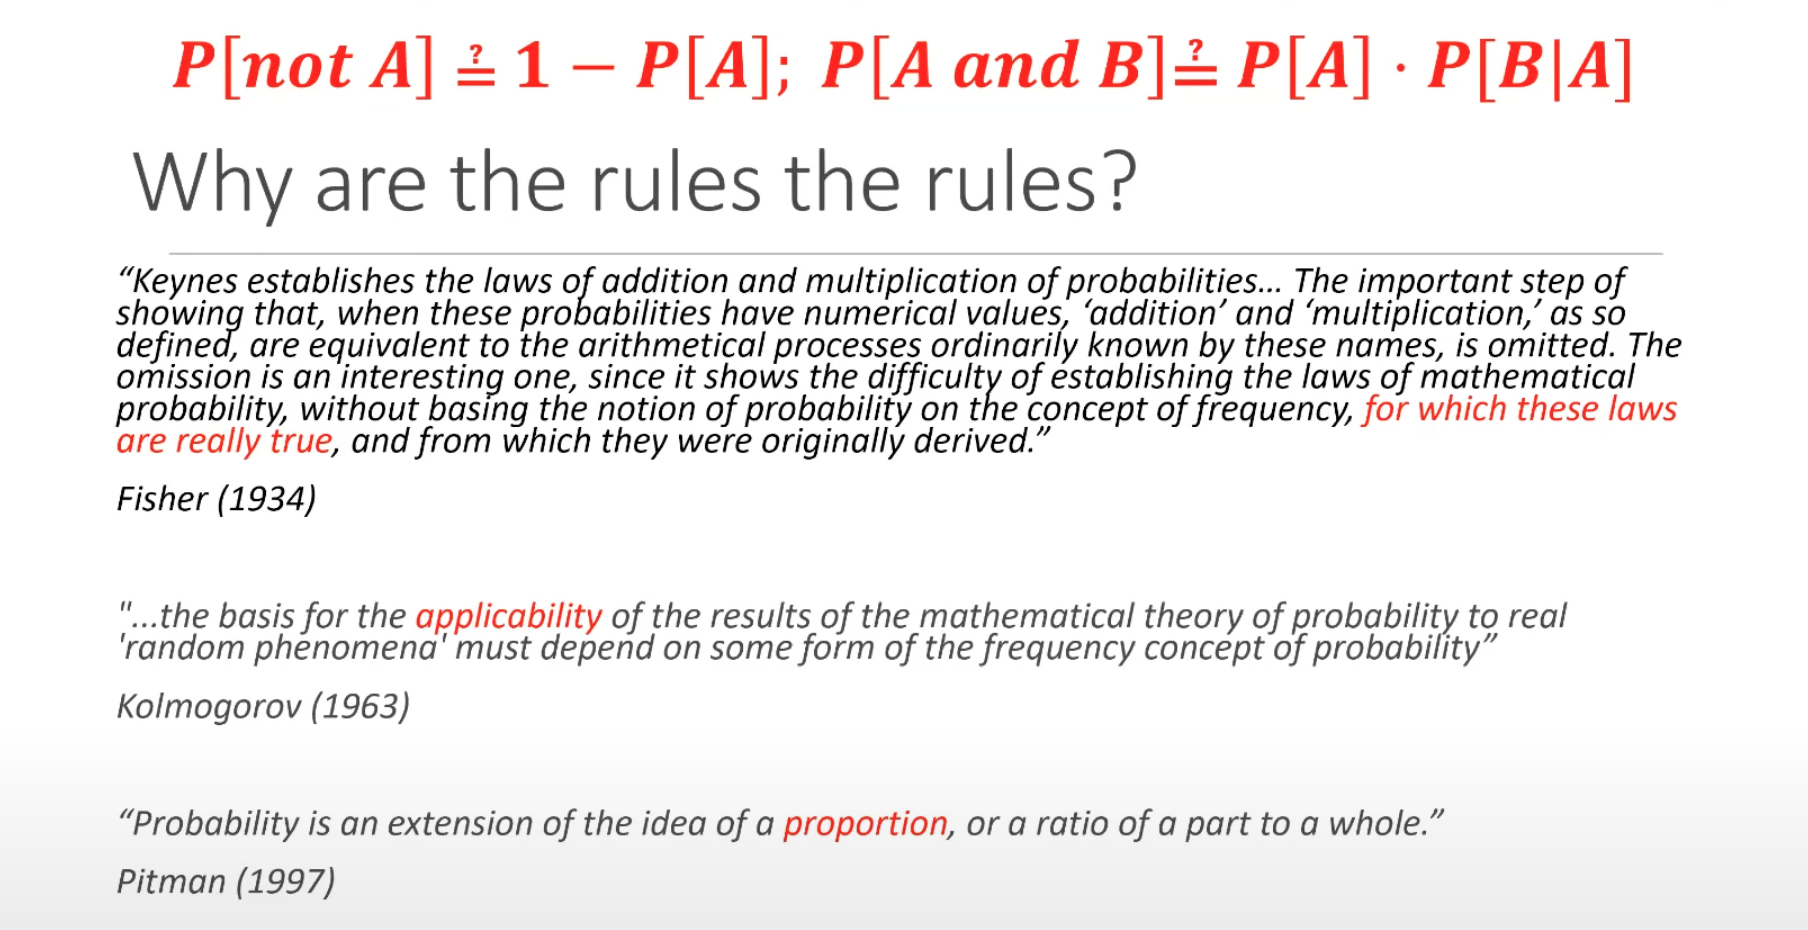 P[not A] ≟ 1 − P[A]; P[A and B] ≟ P[A] · P[B|A]
Why are the rules the rules?
“Keynes establishes the laws of addition and multiplication of probabilities... The important step of
showing that, when these probabilities have numerical values, ‘addition’ and ‘multiplication,’ as so
defined, are equivalent to the arithmetical processes ordinarily known by these names, is omitted. The
omission is an interesting one, since it shows the difficulty of establishing the laws of mathematical
probability, without basing the notion of probability on the concept of frequency, for which these laws
are really true, and from which they were originally derived.”
Fisher (1934)
"...the basis for the applicability of the results of the mathematical theory of probability to real
'random phenomena' must depend on some form of the frequency concept of probability”
Kolmogorov (1963)
“Probability is an extension of the idea of a proportion, or a ratio of a part to a whole.”
Pitman (1997)